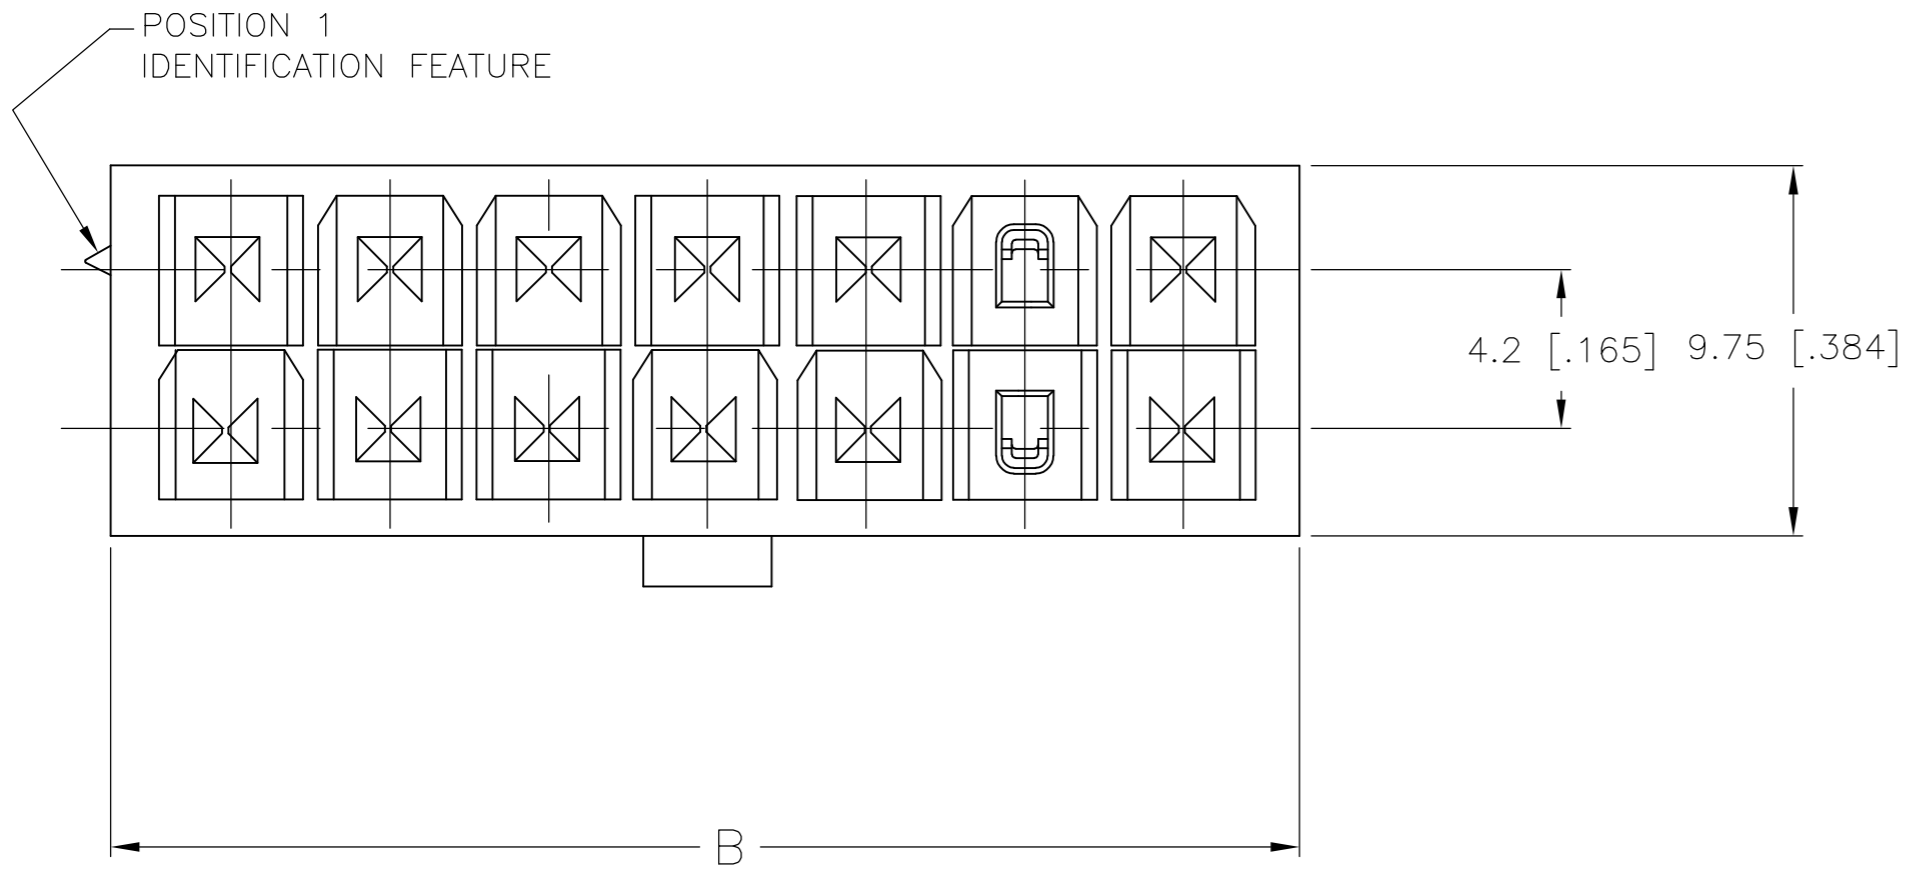 POSITION 1
IDENTIFICATION FEATURE
4.2 [.165] 9.75 [.384]
B